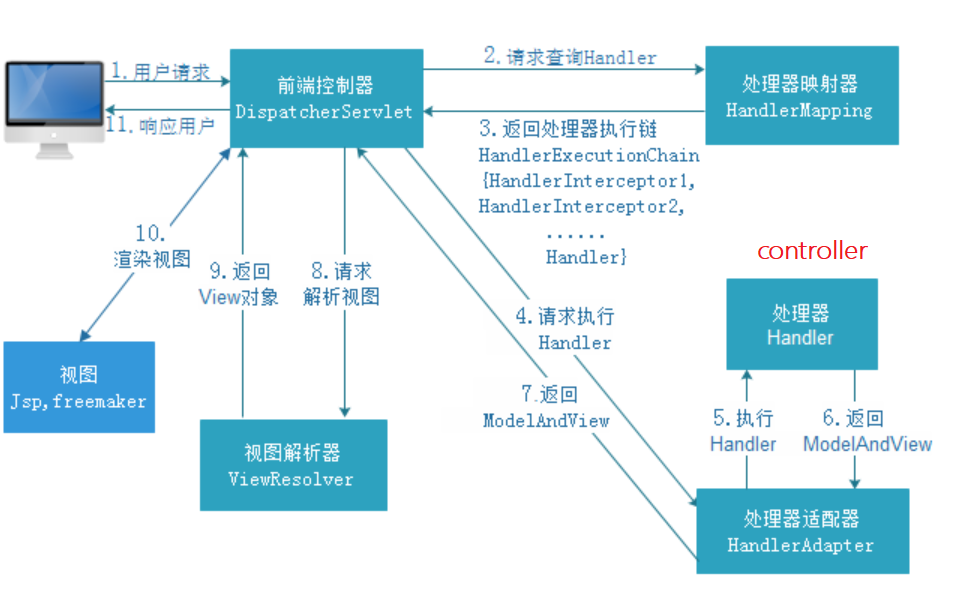 1.用户请求
11.响应用户
前端控制器
DispatcherServlet
2.请求查询Handler
3.返回处理器执行链
HandlerExecutionChain
{HandlerInterceptor1,
HandlerInterceptor2,
......
Handler}
处理器映射器
HandlerMapping
controller
处理器
Handler
10.
渲染视图
9.返回
View对象
8.请求
解析视图
4.请求执行
Handler
7.返回
ModelAndView
5.执行
Handler
6.返回
ModelAndView
视图
Jsp,freemaker
视图解析器
ViewResolver
处理器适配器
HandlerAdapter